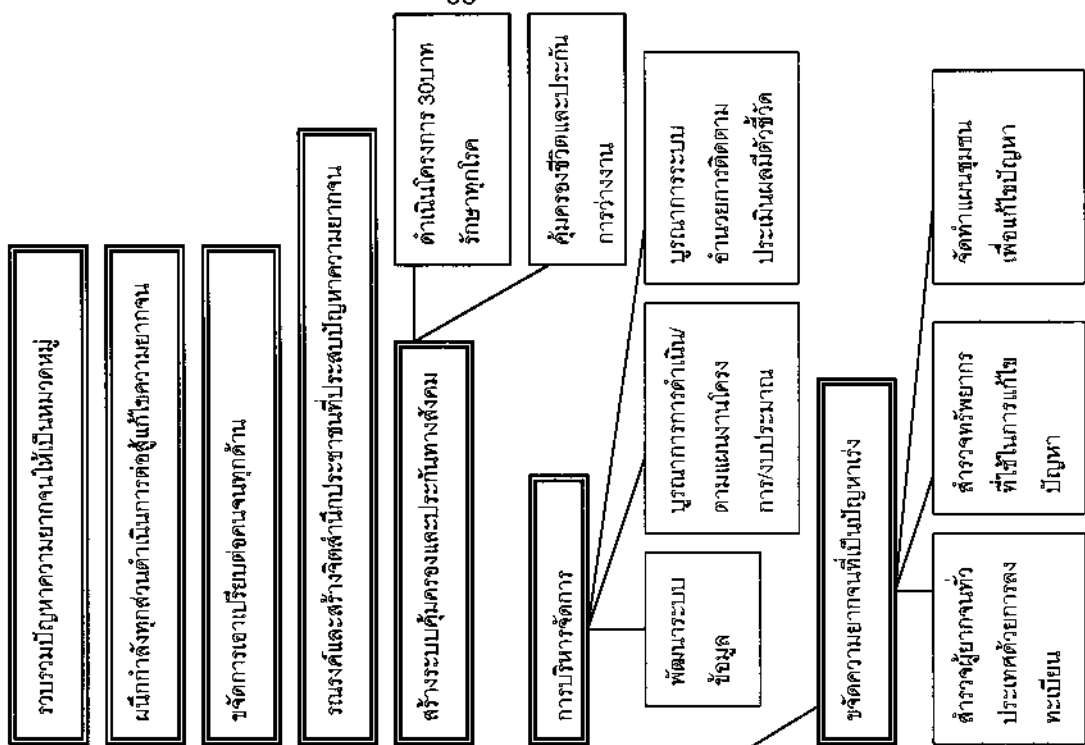 รวบรวมปัญหาความยากจนให้เป็นหมวดหมู่
ผนึกกำลังทุกส่วนดำเนินการต่อสู้แก้ไขความยากจน
ขจัดการเอาเปรียบต่อคนจนทุกด้าน
รณรงค์และสร้างจิตสำนึกประชาชนที่ประสบปัญหาความยากจน
สร้างระบบคุ้มครองและประกันทางสังคม
ดำเนินโครงการ 30บาท
รักษาทุกโรค
คุ้มครองชีวิตและประกัน
การว่างงาน
การบริหารจัดการ
พัฒนาระบบ
ข้อมูล
บูรณาการการดำเนิน/
ตามแผนงานโครง
การ/งบประมาณ
บูรณาการระบบ
อำนวยการติดตาม
ประเมินผลมีตัวชี้วัด
ขจัดความยากจนที่เป็นปัญหาเร่ง
สำรวจผู้ยากจนทั่ว
ประเทศด้วยการลง
ทะเบียน
สำรวจทรัพยากร
ที่ใช้ในการแก้ไข
ปัญหา
จัดทำแผนชุมชน
เพื่อแก้ไขปัญหา